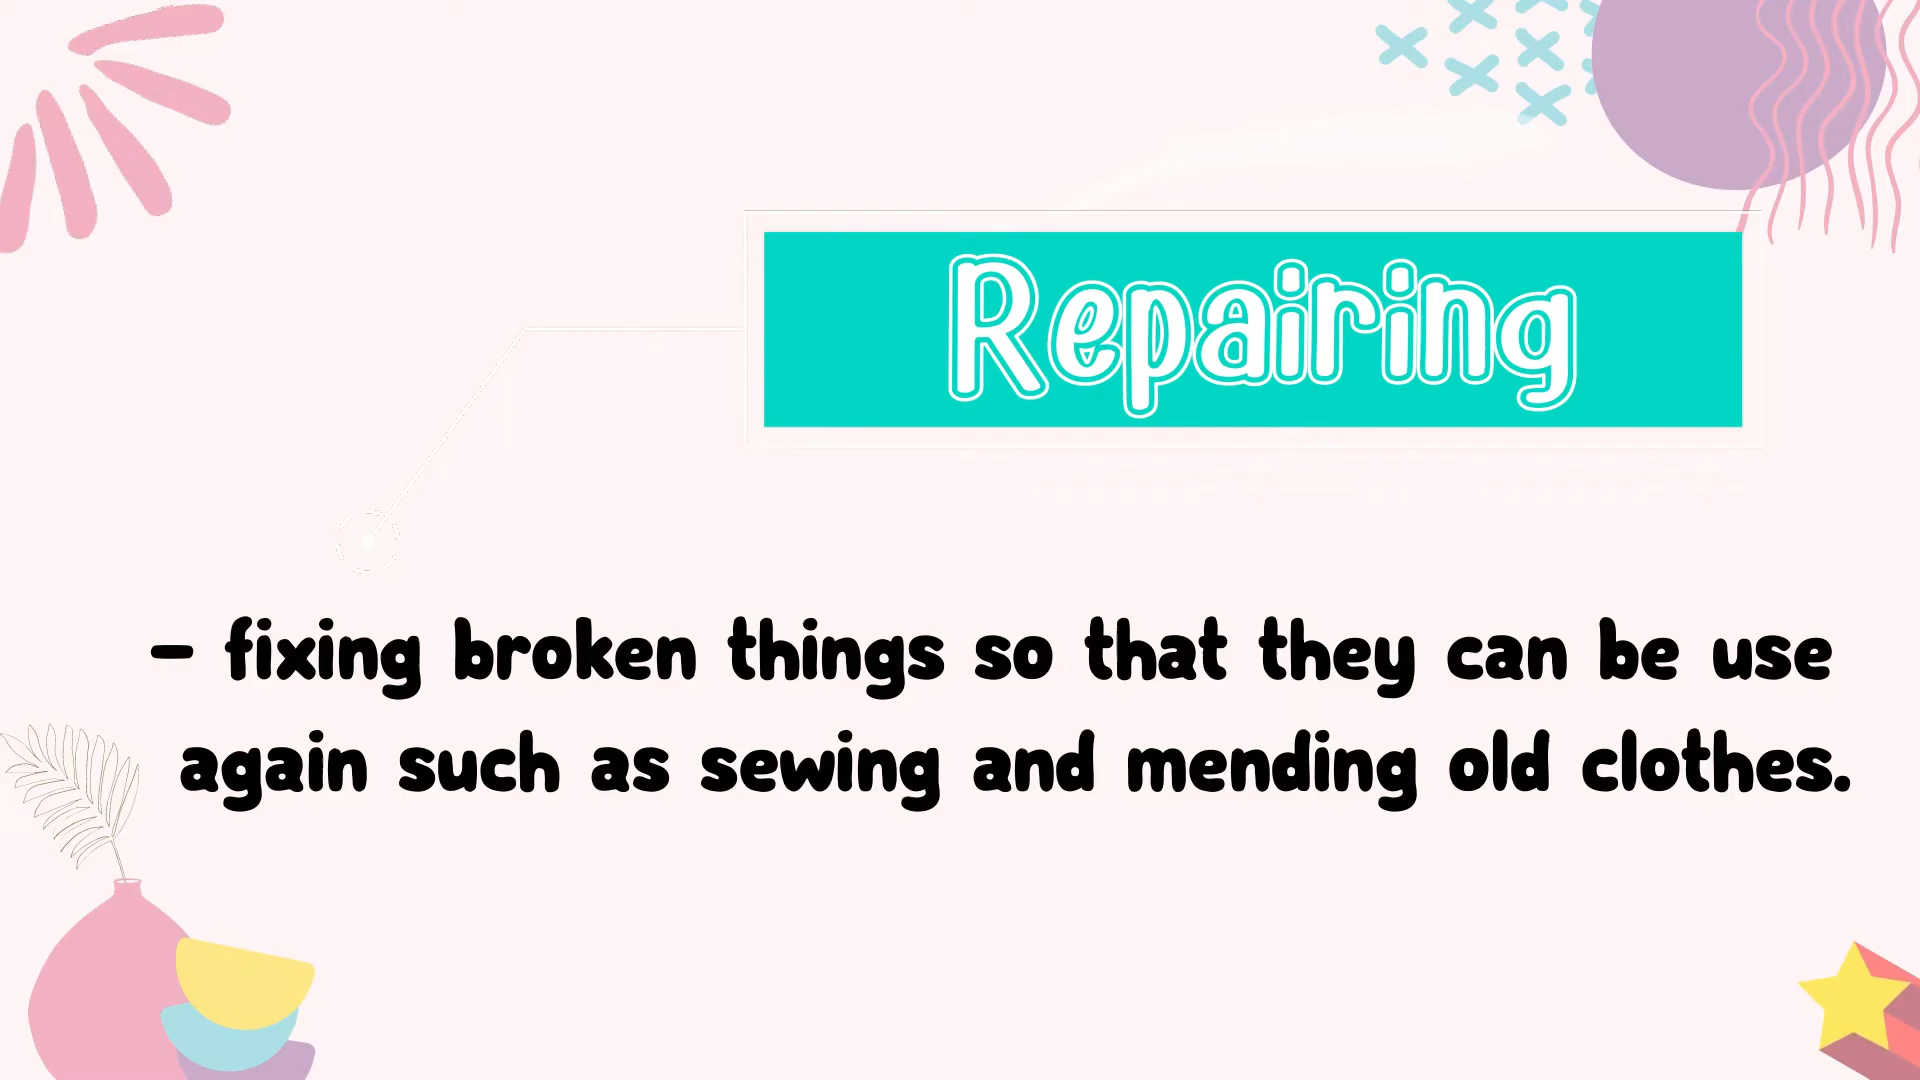 Repairing
- fixing broken things so that they can be use
again such as sewing and mending old clothes.